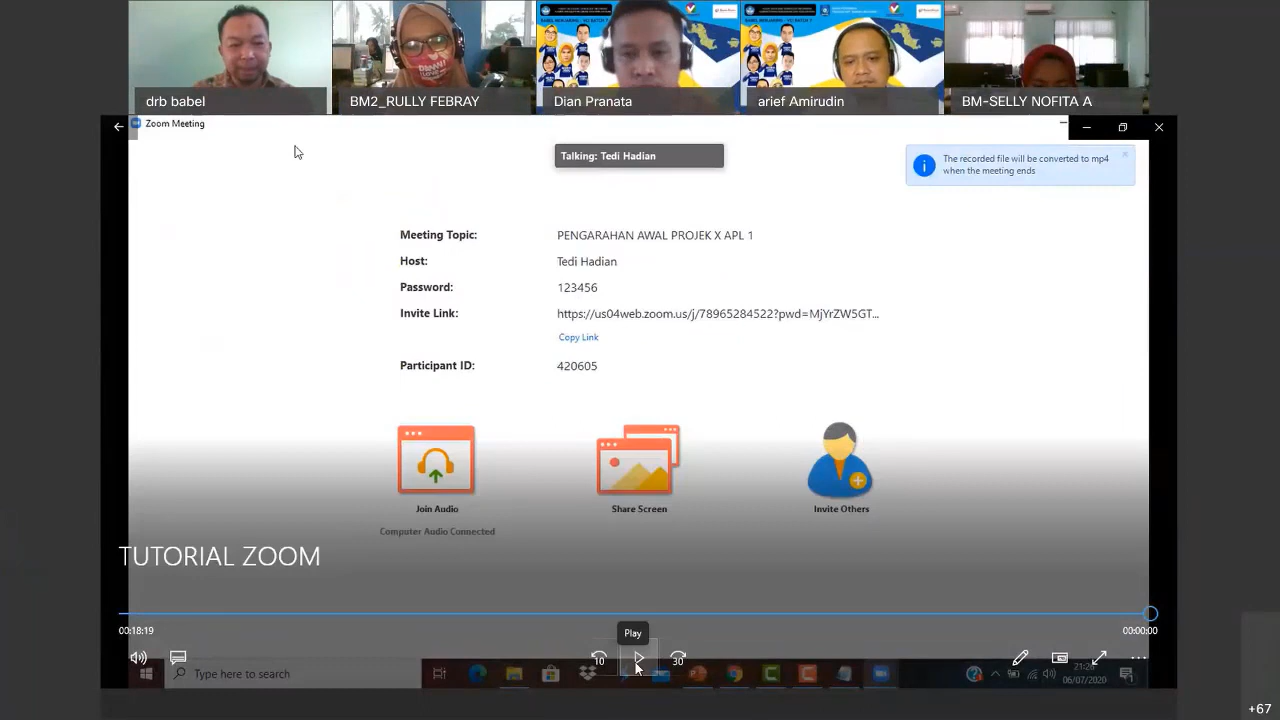 drb babel
BM2_RULLY FEBRAY
Dian Pranata
arief Amirudin
BM-SELLY NOFITA A
Zoom Meeting
Talking: Tedi Hadian
The recorded file will be converted to mp4
when the meeting ends
Meeting Topic: PENGARAHAN AWAL PROJEK X APL 1
Host: Tedi Hadian
Password: 123456
Invite Link: https://us04web.zoom.us/j/78965284522?pwd=MjYrZW5GT...
Copy Link
Participant ID: 420605
Join Audio
Share Screen
Invite Others
Computer Audio Connected
TUTORIAL ZOOM
00:18:19
00:00:00
Play
10
30
Type here to search
06/07/2020
+67